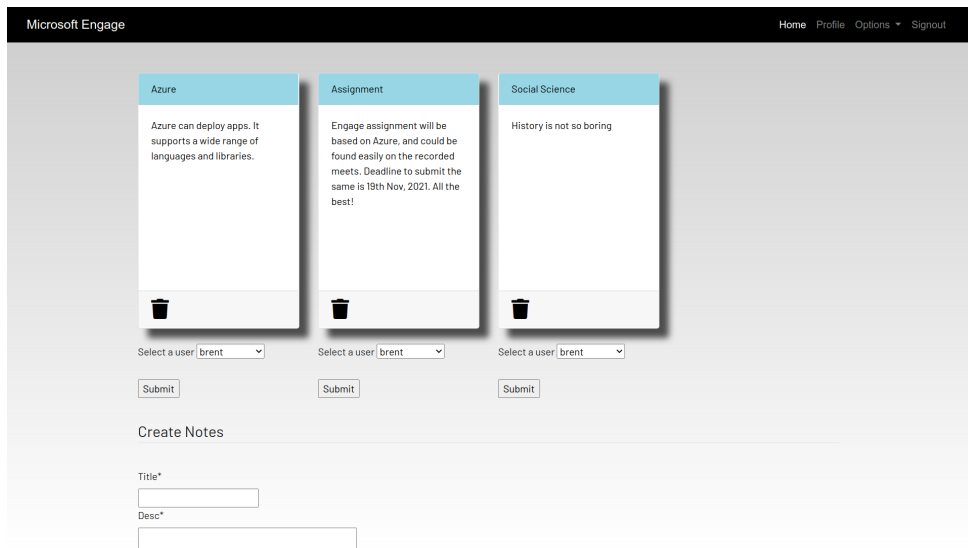 Microsoft Engage
Home Profile Options Signout
Azure
Azure can deploy apps. It
supports a wide range of
languages and libraries.
Assignment
Engage assignment will be
based on Azure, and could be
found easily on the recorded
meets. Deadline to submit the
same is 19th Nov, 2021. All the
best!
Social Science
History is not so boring
Select a user brent
Select a user brent
Select a user brent
Submit
Submit
Submit
Create Notes
Title*
Desc*